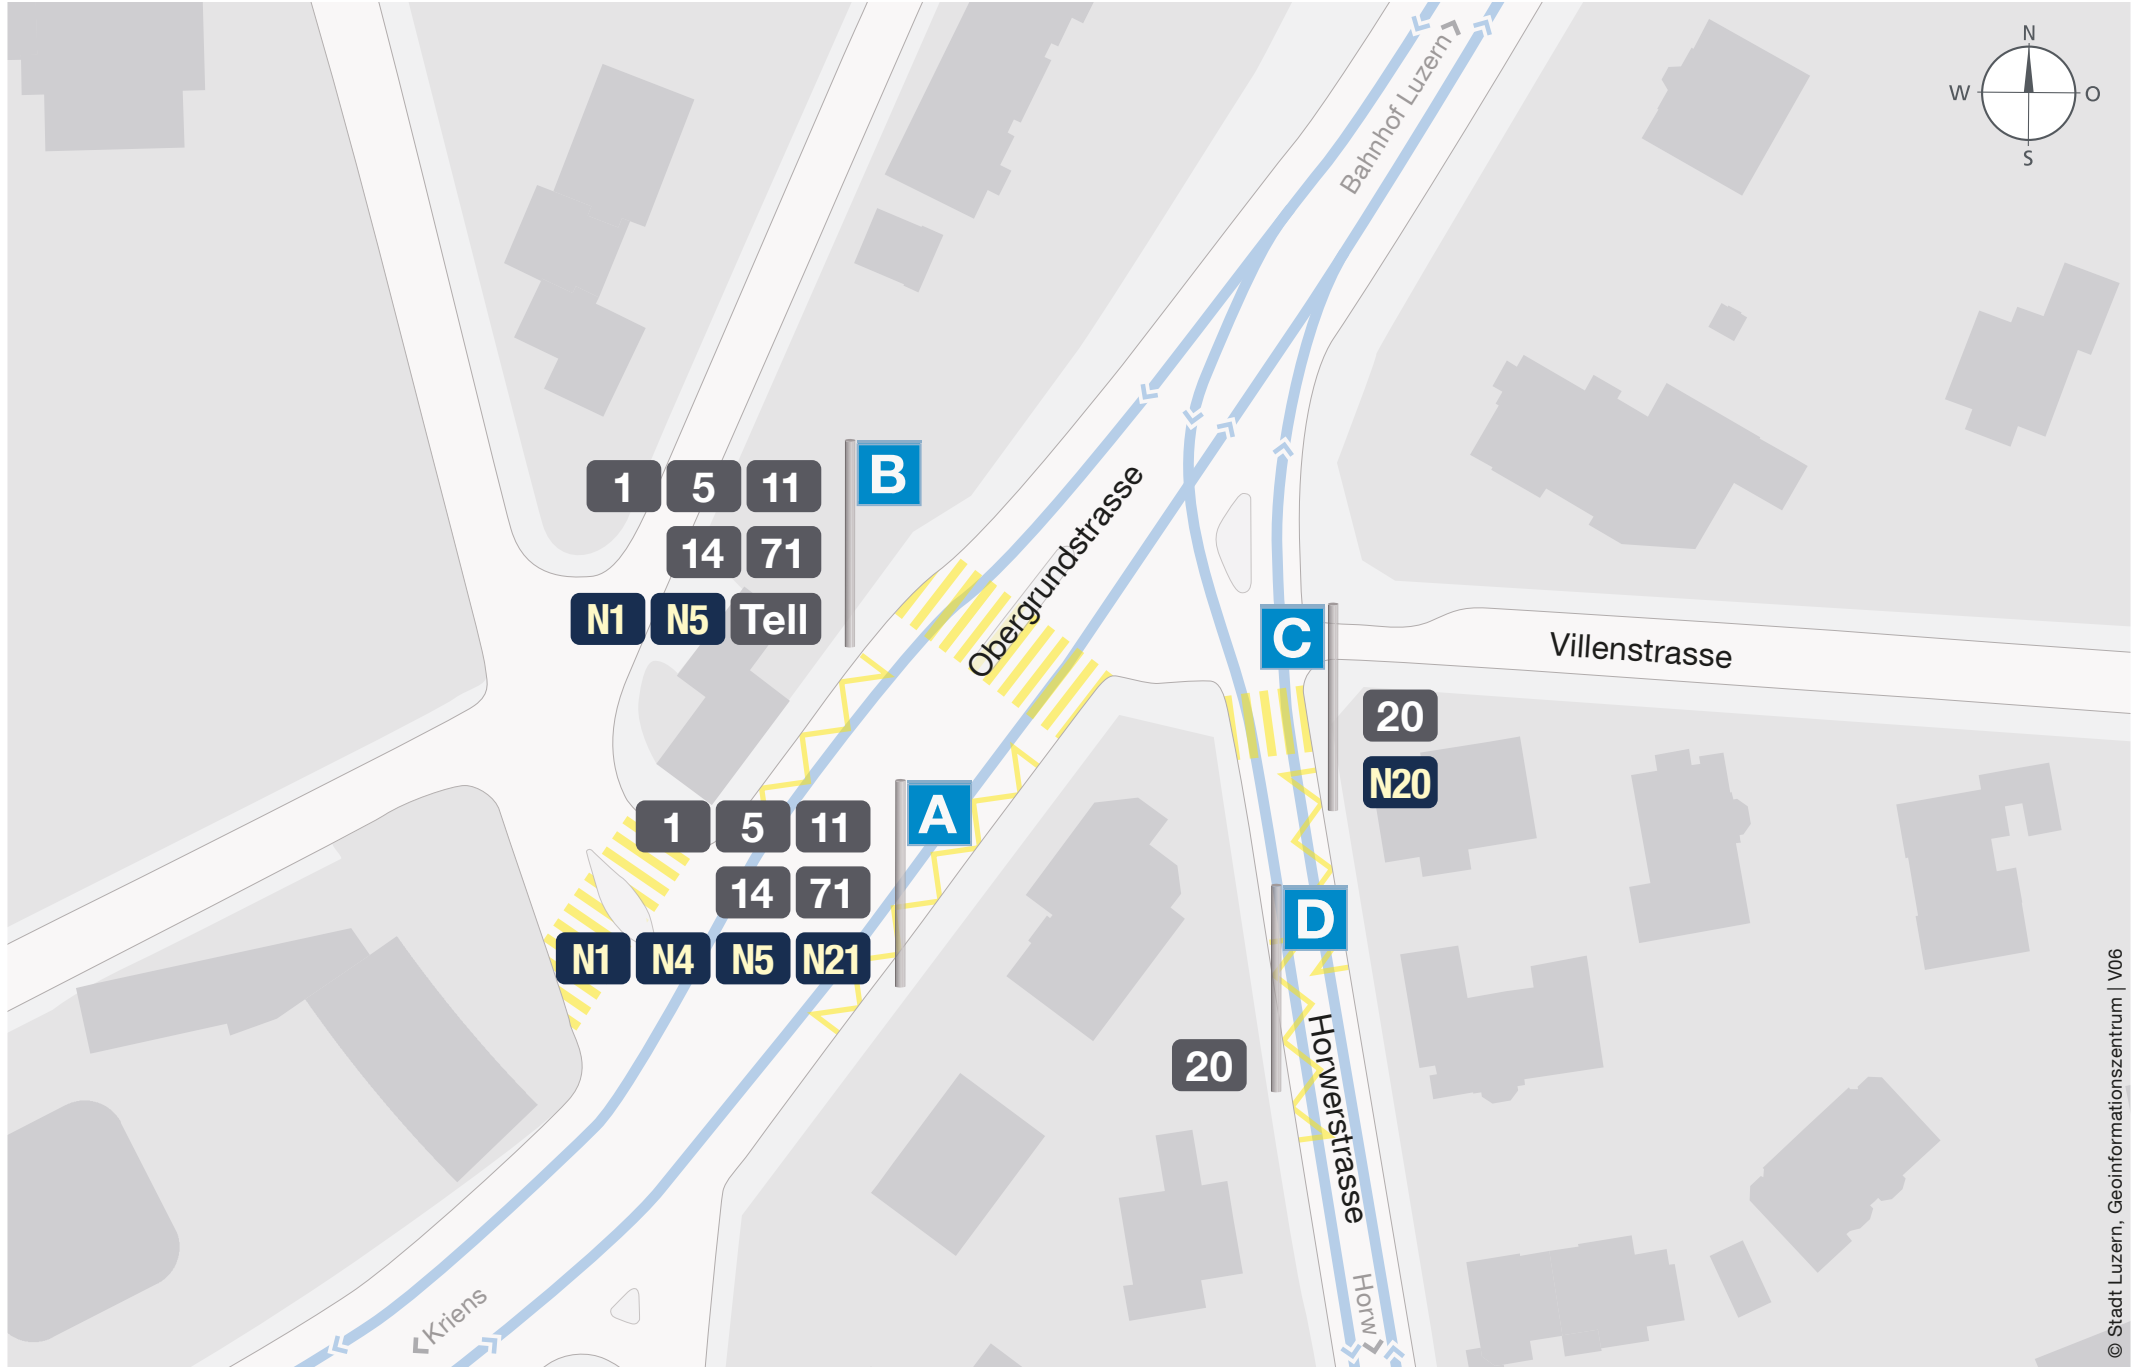 N
W O
S
Bahnhof Luzern
B
1 5 11
14 71
N1 N5 Tell
Obergrundstrasse
C
Villenstrasse
20
N20
A
1 5 11
14 71
N1 N4 N5 N21
D
20
Horwerstrasse
Horw
Kriens
© Stadt Luzern, Geoinformationszentrum | V06